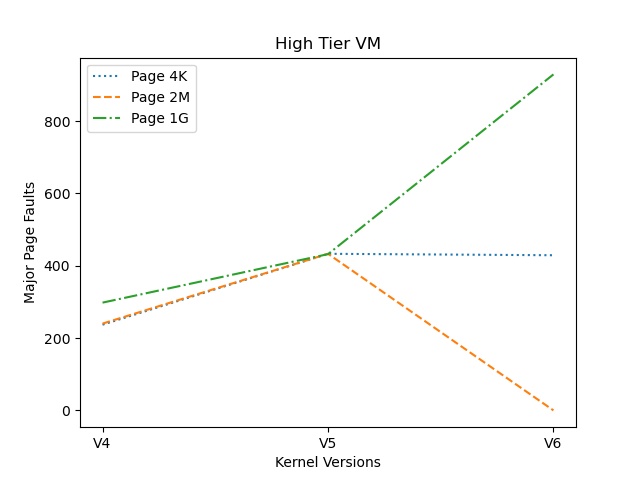 High Tier VM
Page 4K
Page 2M
Page 1G
Major Page Faults
800
600
400
200
0
V4 V5 V6
Kernel Versions